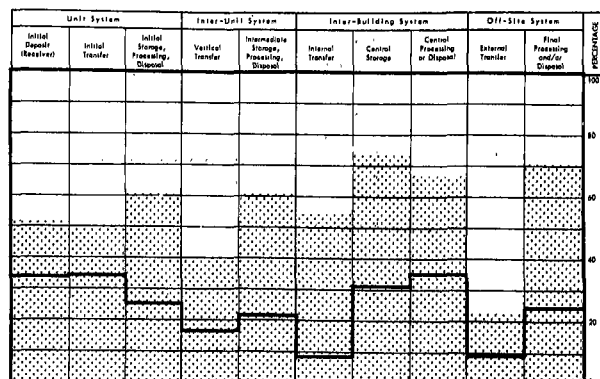 Unit System Inter-Unit System Inter-Building System Off-Site System
Initial Deposit (Receiver)
Initial Transfer
Initial Storage, Processing, Disposal
Vertical Transfer
Intermediate Storage, Processing, Disposal
Internal Transfer
Central Storage
Central Processing or Disposal
External Transfer
Final Processing and/or Disposal
PERCENTAGE
100
80
60
40
20